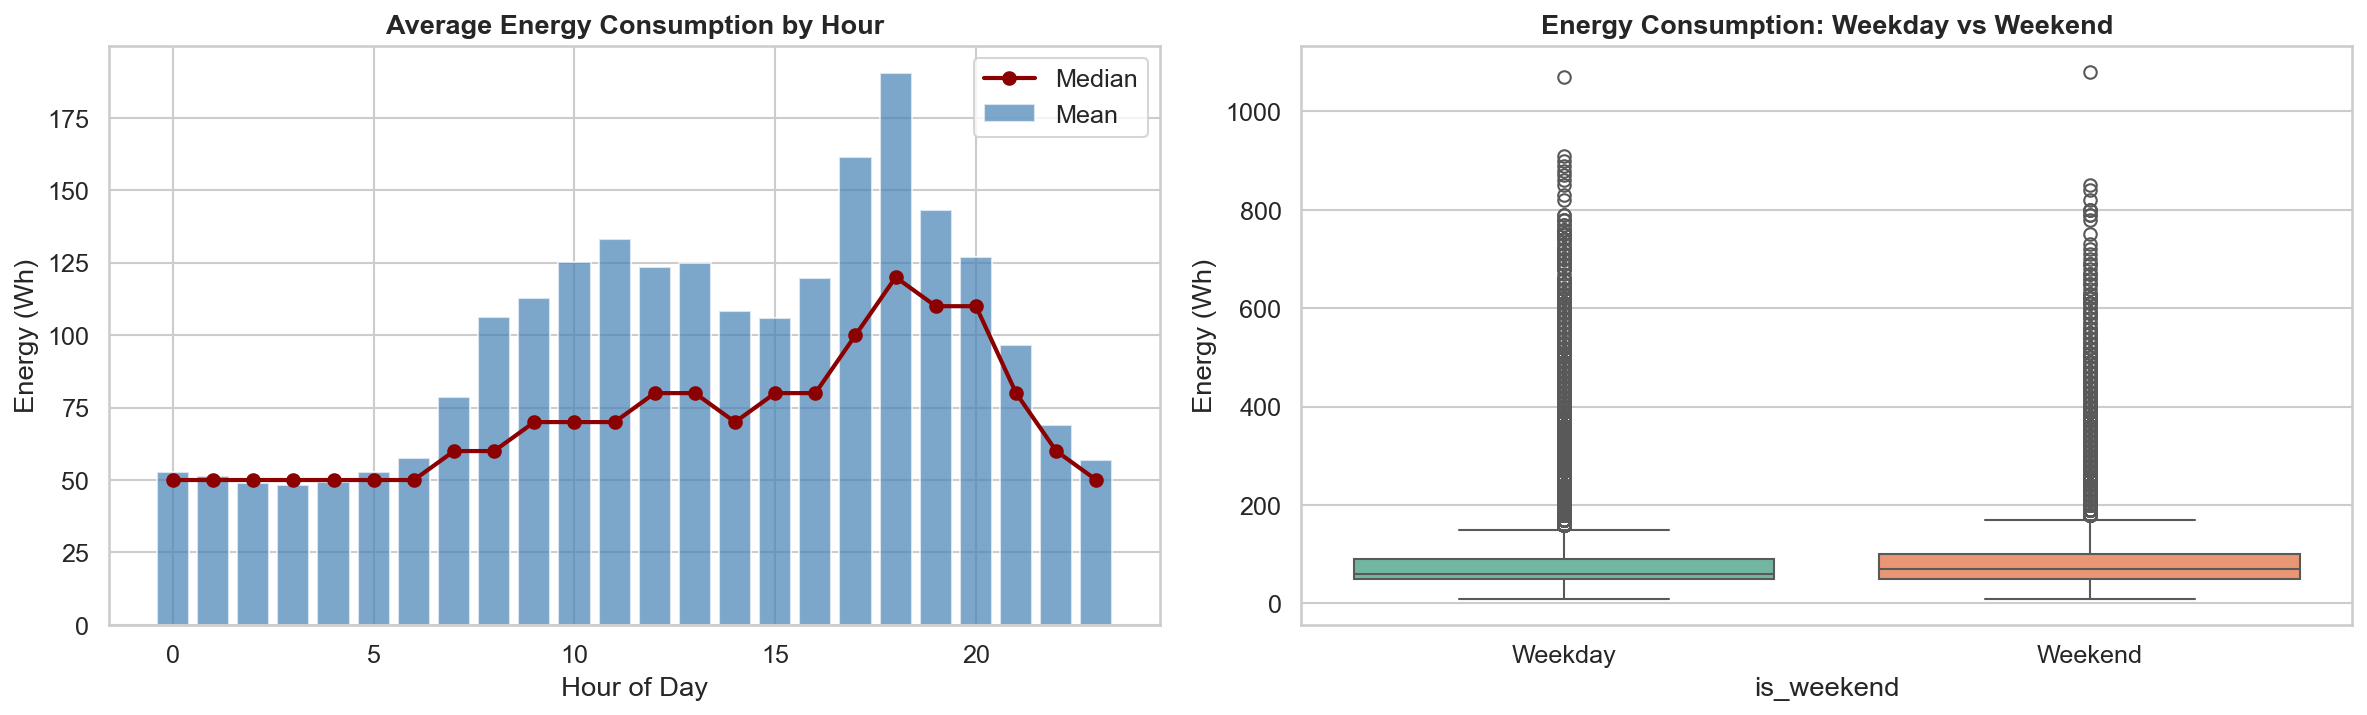 Average Energy Consumption by Hour
Median
Mean
Energy (Wh)
175
150
125
100
75
50
25
0
0 5 10 15 20
Hour of Day
Energy Consumption: Weekday vs Weekend
Energy (Wh)
1000
800
600
400
200
0
Weekday Weekend
is_weekend